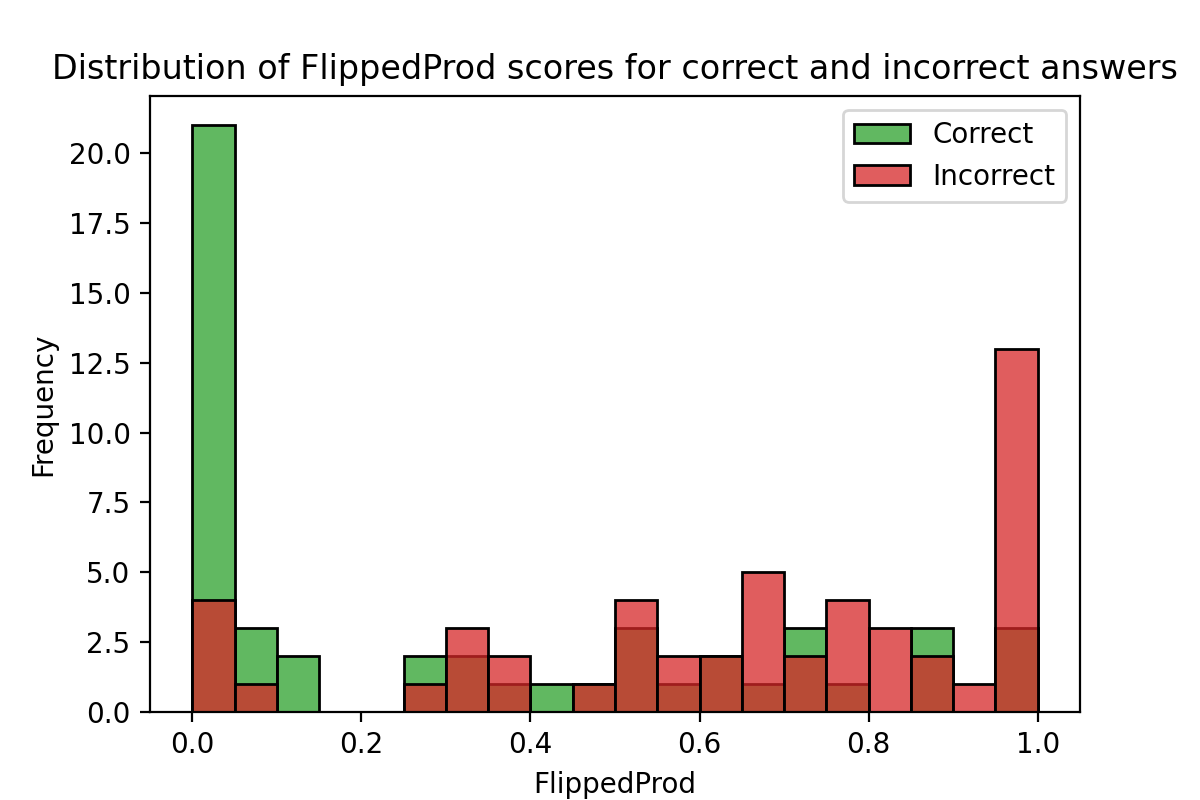 Distribution of FlippedProd scores for correct and incorrect answers
Correct
Incorrect
20.0
17.5
15.0
12.5
10.0
7.5
5.0
2.5
0.0
Frequency
0.0 0.2 0.4 0.6 0.8 1.0
FlippedProd